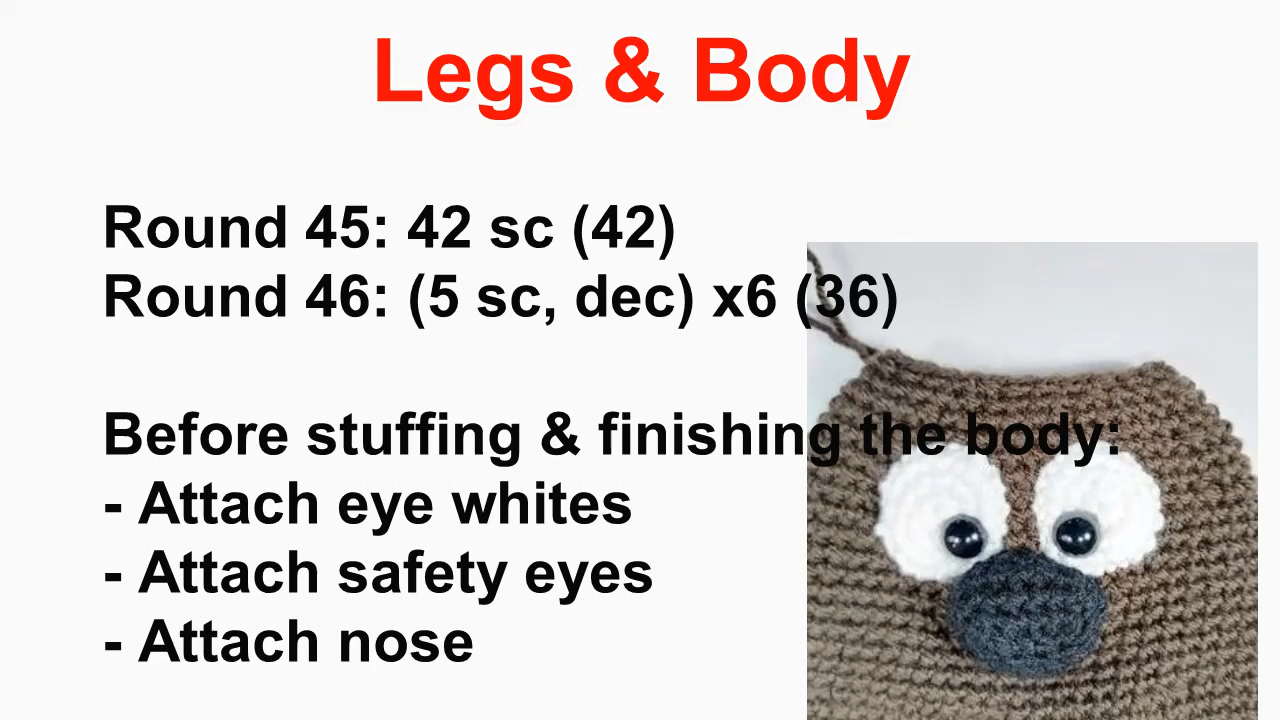 Legs & Body
Round 45: 42 sc (42)
Round 46: (5 sc, dec) x6 (36)
Before stuffing & finishing the body:
- Attach eye whites
- Attach safety eyes
- Attach nose